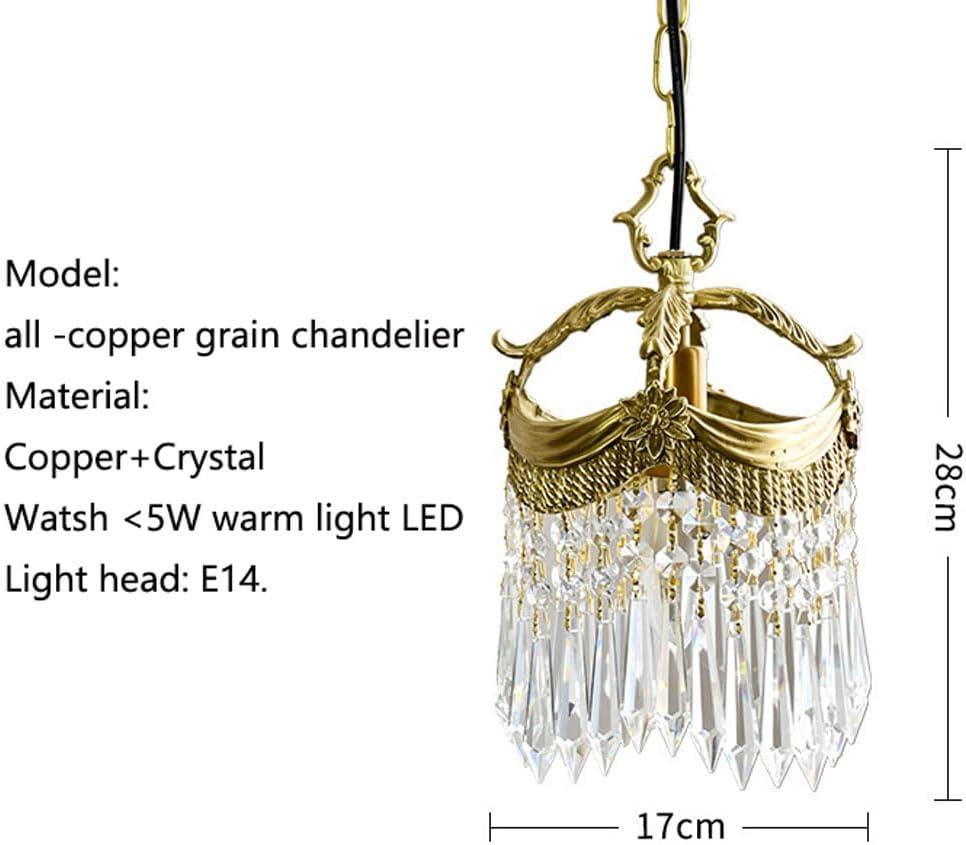 Model:
all -copper grain chandelier
Material:
Copper+Crystal
Watsh <5W warm light LED
Light head: E14.
28cm
17cm